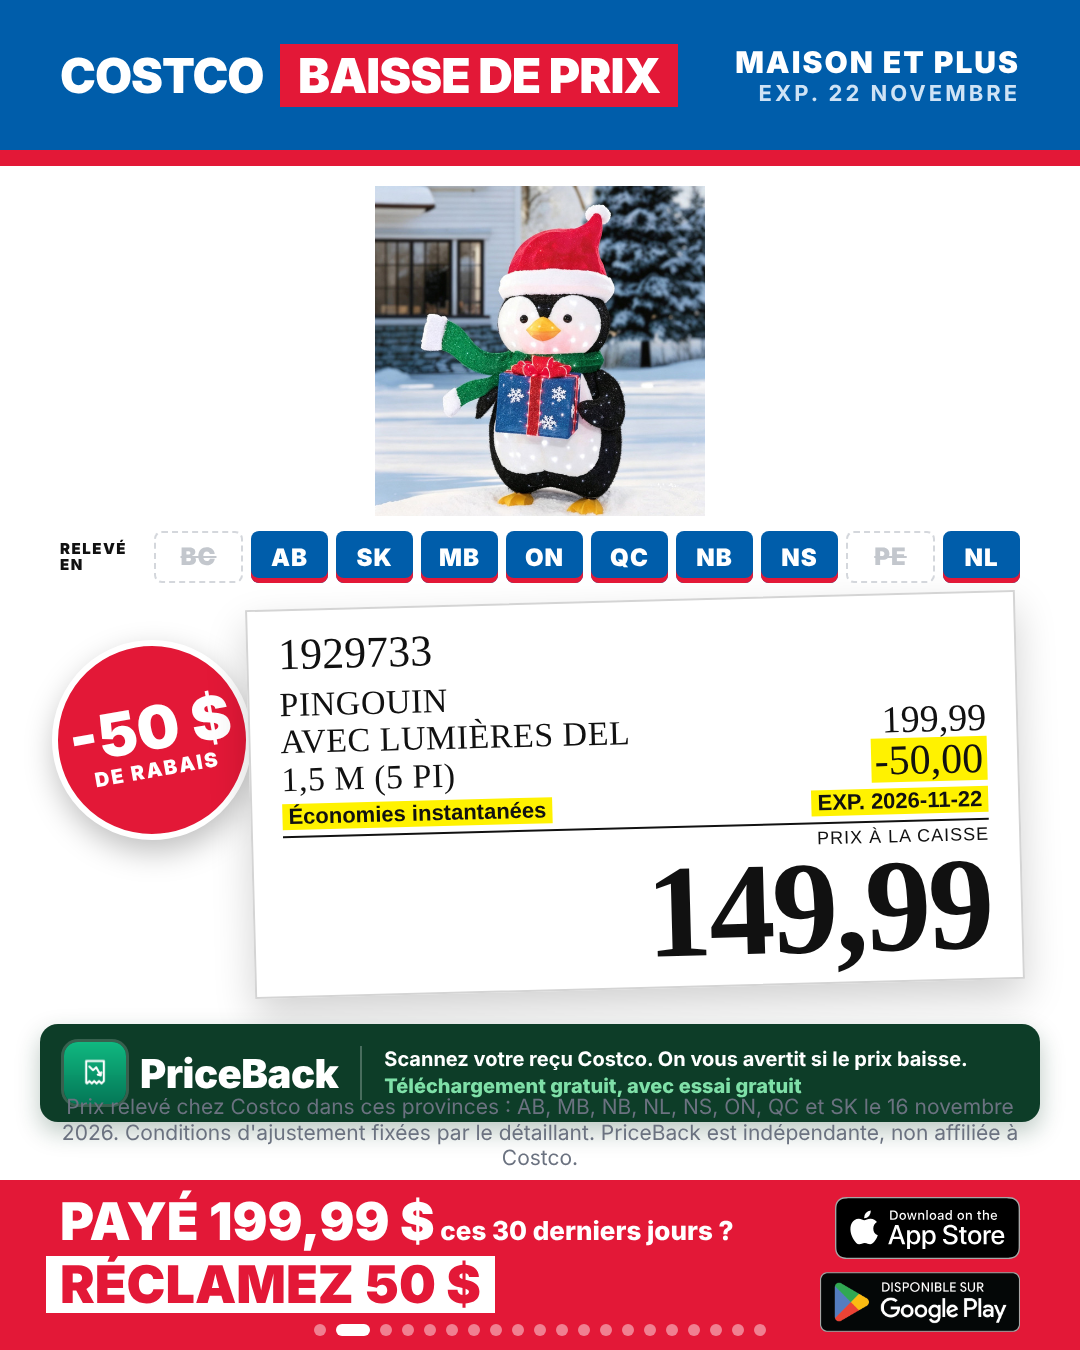 COSTCO BAISSE DE PRIX
MAISON ET PLUS
EXP. 22 NOVEMBRE
RELEVÉ EN
BC AB SK MB ON QC NB NS PE NL
-50 $
DE RABAIS
1929733
PINGOUIN
AVEC LUMIÈRES DEL
1,5 M (5 PI)
Économies instantanées
199,99
-50,00
EXP. 2026-11-22
PRIX À LA CAISSE
149,99
PriceBack
Scannez votre reçu Costco. On vous avertit si le prix baisse.
Téléchargement gratuit, avec essai gratuit
Prix relevé chez Costco dans ces provinces : AB, MB, NB, NL, NS, ON, QC et SK le 16 novembre
2026. Conditions d'ajustement fixées par le détaillant. PriceBack est indépendante, non affiliée à
Costco.
PAYÉ 199,99 $ ces 30 derniers jours ?
RÉCLAMEZ 50 $
Download on the
App Store
DISPONIBLE SUR
Google Play